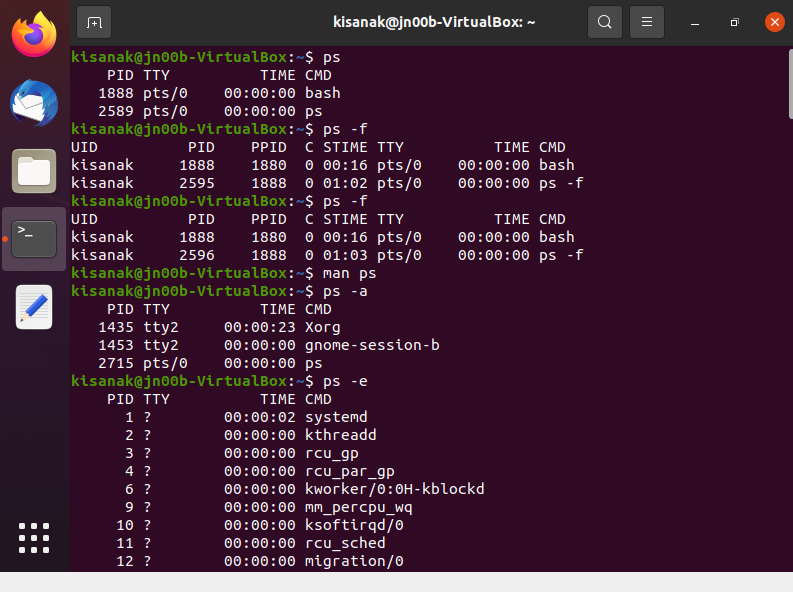 kisanak@jn00b-VirtualBox: ~
kisanak@jn00b-VirtualBox:~$ ps
    PID TTY          TIME CMD
   1888 pts/0    00:00:00 bash
   2589 pts/0    00:00:00 ps
kisanak@jn00b-VirtualBox:~$ ps -f
UID          PID    PPID  C STIME TTY          TIME CMD
kisanak     1888    1880  0 00:16 pts/0    00:00:00 bash
kisanak     2595    1888  0 01:02 pts/0    00:00:00 ps -f
kisanak@jn00b-VirtualBox:~$ ps -f
UID          PID    PPID  C STIME TTY          TIME CMD
kisanak     1888    1880  0 00:16 pts/0    00:00:00 bash
kisanak     2596    1888  0 01:03 pts/0    00:00:00 ps -f
kisanak@jn00b-VirtualBox:~$ man ps
kisanak@jn00b-VirtualBox:~$ ps -a
    PID TTY          TIME CMD
   1435 tty2     00:00:23 Xorg
   1453 tty2     00:00:00 gnome-session-b
   2715 pts/0    00:00:00 ps
kisanak@jn00b-VirtualBox:~$ ps -e
    PID TTY          TIME CMD
      1 ?        00:00:02 systemd
      2 ?        00:00:00 kthreadd
      3 ?        00:00:00 rcu_gp
      4 ?        00:00:00 rcu_par_gp
      6 ?        00:00:00 kworker/0:0H-kblockd
      9 ?        00:00:00 mm_percpu_wq
     10 ?        00:00:00 ksoftirqd/0
     11 ?        00:00:00 rcu_sched
     12 ?        00:00:00 migration/0